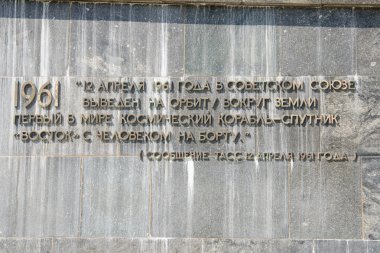 1961 "12 АПРЕЛЯ 1961 ГОДА В СОВЕТСКОМ СОЮЗЕ
ВЫВЕДЕН НА ОРБИТУ ВОКРУГ ЗЕМЛИ
ПЕРВЫЙ В МИРЕ КОСМИЧЕСКИЙ КОРАБЛЬ-СПУТНИК
"ВОСТОК" С ЧЕЛОВЕКОМ НА БОРТУ."
(СООБЩЕНИЕ ТАСС 12 АПРЕЛЯ 1961 ГОДА)